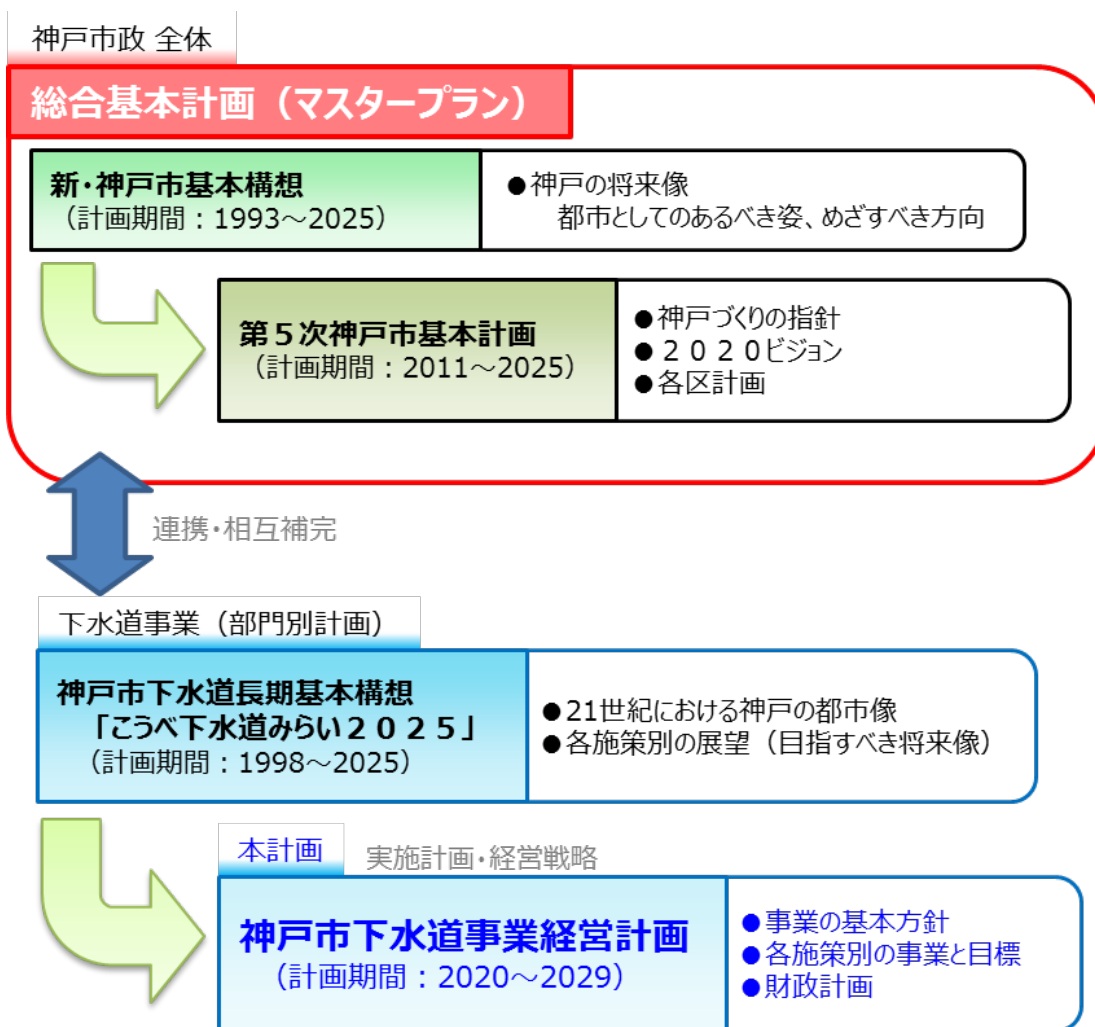 神戸市政 全体
総合基本計画（マスタープラン）
新･神戸市基本構想
（計画期間：1993～2025）
●神戸の将来像
都市としてのあるべき姿、めざすべき方向
第５次神戸市基本計画
（計画期間：2011～2025）
●神戸づくりの指針
●２０２０ビジョン
●各区計画
連携･相互補完
下水道事業（部門別計画）
神戸市下水道長期基本構想
「こうべ下水道みらい２０２５」
（計画期間：1998～2025）
●21世紀における神戸の都市像
●各施策別の展望（目指すべき将来像）
本計画
実施計画･経営戦略
神戸市下水道事業経営計画
（計画期間：2020～2029）
●事業の基本方針
●各施策別の事業と目標
●財政計画